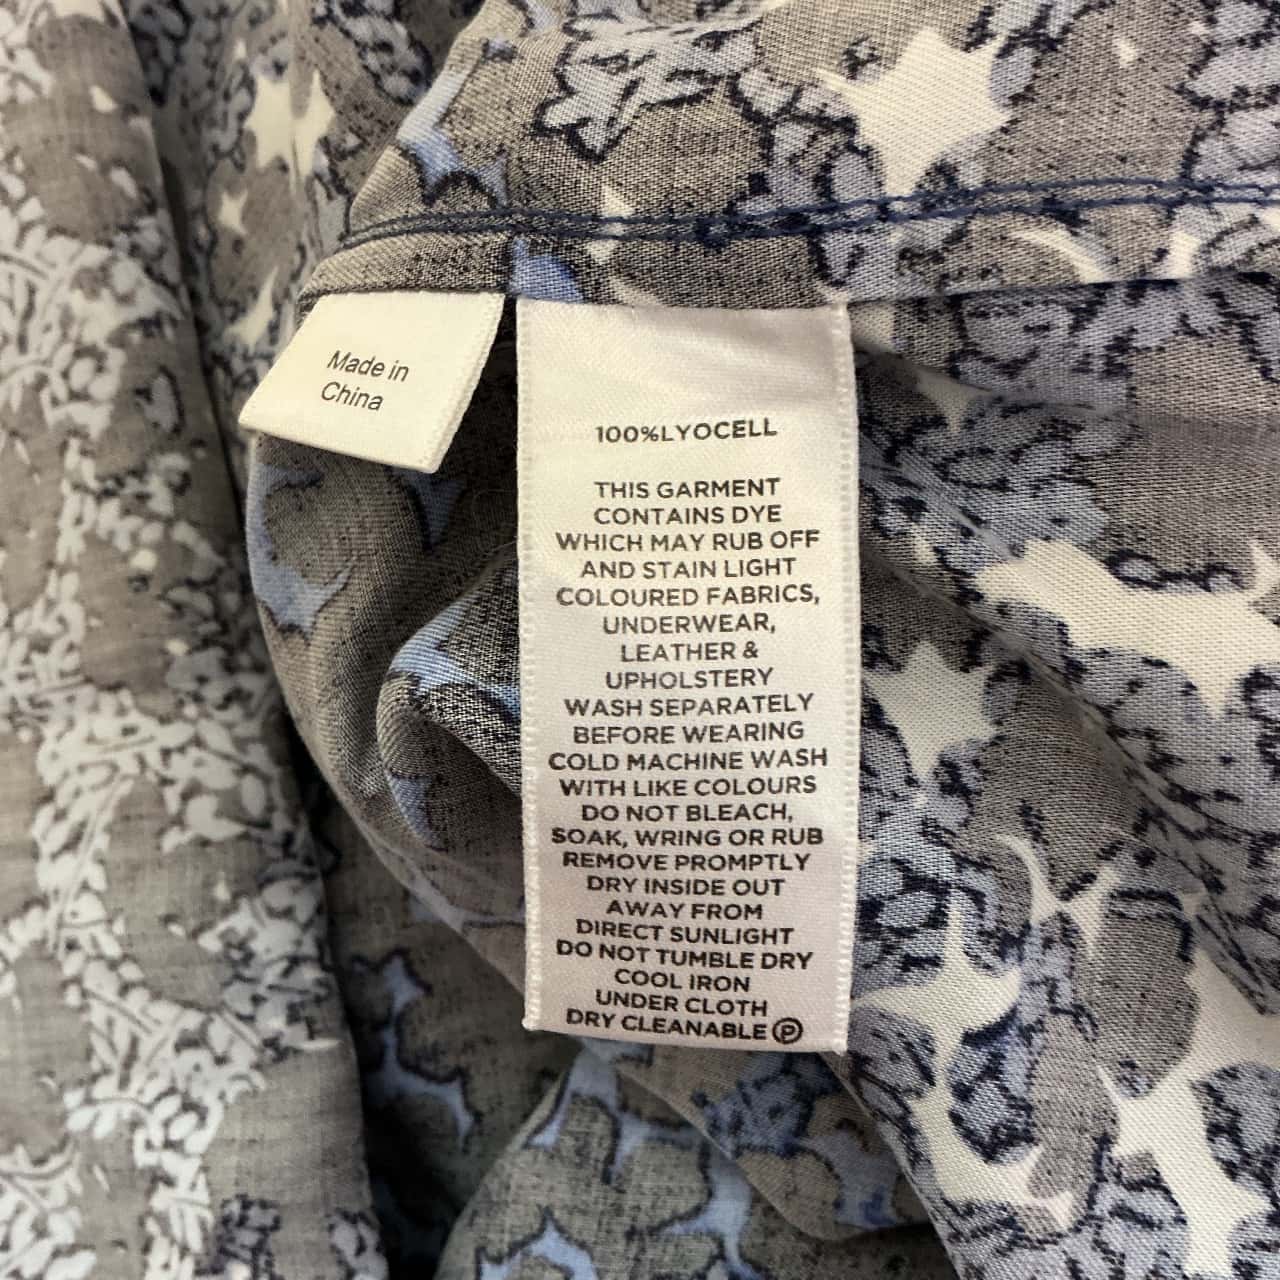 Made in
China
100%LYOCELL
THIS GARMENT
CONTAINS DYE
WHICH MAY RUB OFF
AND STAIN LIGHT
COLOURED FABRICS,
UNDERWEAR,
LEATHER &
UPHOLSTERY
WASH SEPARATELY
BEFORE WEARING
COLD MACHINE WASH
WITH LIKE COLOURS
DO NOT BLEACH,
SOAK, WRING OR RUB
REMOVE PROMPTLY
DRY INSIDE OUT
AWAY FROM
DIRECT SUNLIGHT
DO NOT TUMBLE DRY
COOL IRON
UNDER CLOTH
DRY CLEANABLE Ⓟ